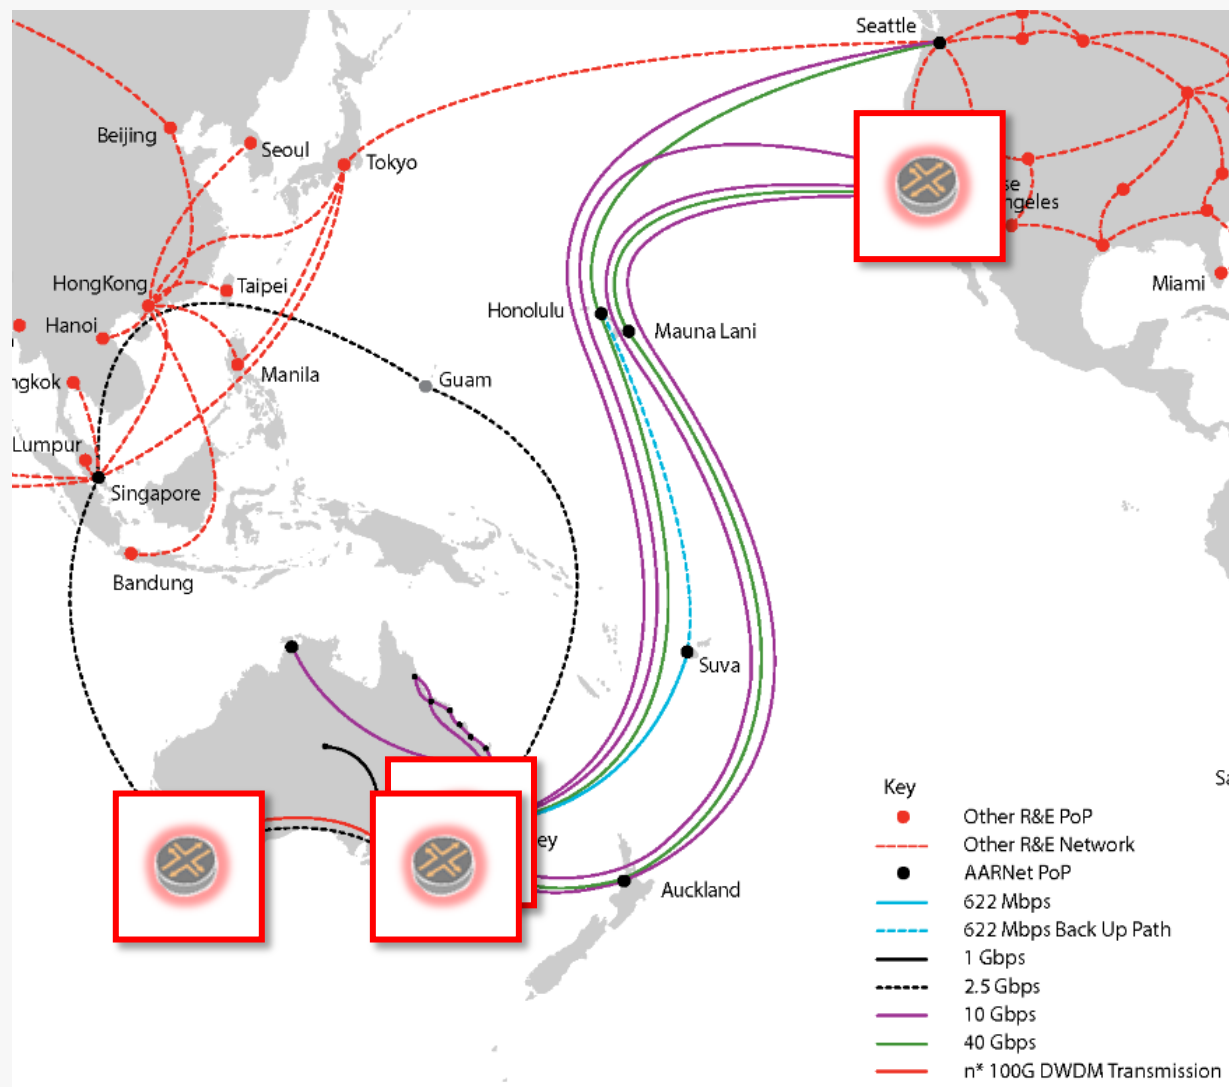 Seattle
Beijing
Seoul
Tokyo
HongKong
Taipei
Hanoi
Miami
Honolulu
Mauna Lani
Manila
Guam
Lumpur
Singapore
Bandung
Suva
Auckland
Key
Other R&E PoP
Other R&E Network
AARNet PoP
622 Mbps
622 Mbps Back Up Path
1 Gbps
2.5 Gbps
10 Gbps
40 Gbps
n* 100G DWDM Transmission